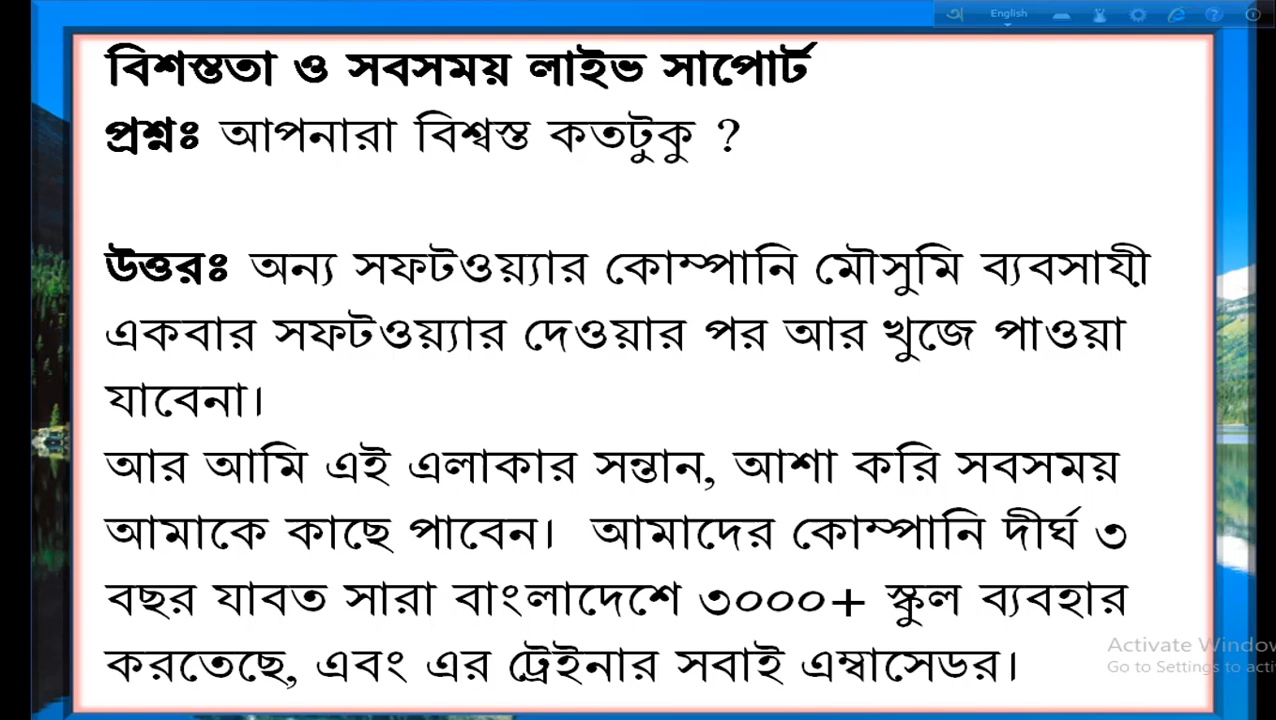 English
বিশস্ততা ও সবসময় লাইভ সাপোর্ট
প্রশ্নঃ আপনারা বিশ্বস্ত কতটুকু ?
উত্তরঃ অন্য সফটওয়্যার কোম্পানি মৌসুমি ব্যবসায়ী
একবার সফটওয়্যার দেওয়ার পর আর খুজে পাওয়া
যাবেনা।
আর আমি এই এলাকার সন্তান, আশা করি সবসময়
আমাকে কাছে পাবেন। আমাদের কোম্পানি দীর্ঘ ৩
বছর যাবত সারা বাংলাদেশে ৩০০০+ স্কুল ব্যবহার
করতেছে, এবং এর ট্রেইনার সবাই এম্বাসেডর।
Activate Window
Go to Settings to acti